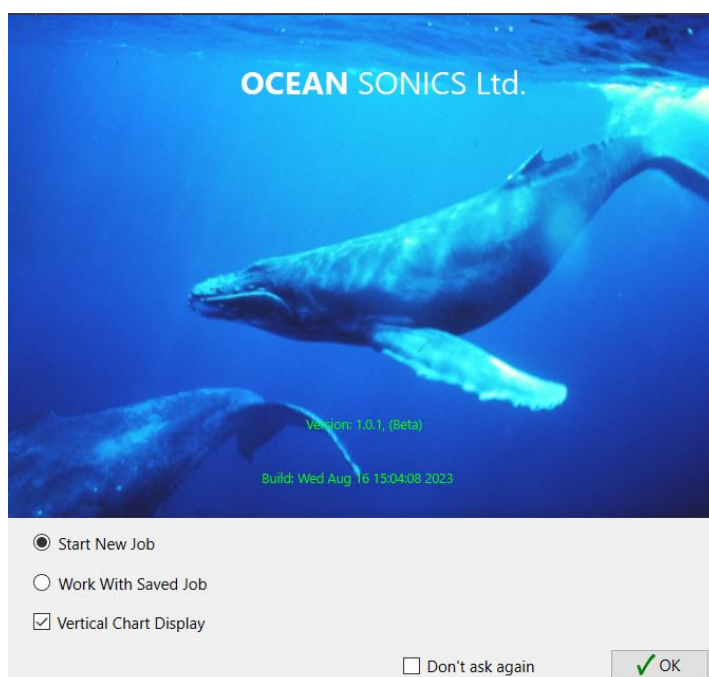 OCEAN SONICS Ltd.
Version: 1.0.1, (Beta)
Build: Wed Aug 16 15:04:08 2023
Start New Job
Work With Saved Job
Vertical Chart Display
Don't ask again
OK